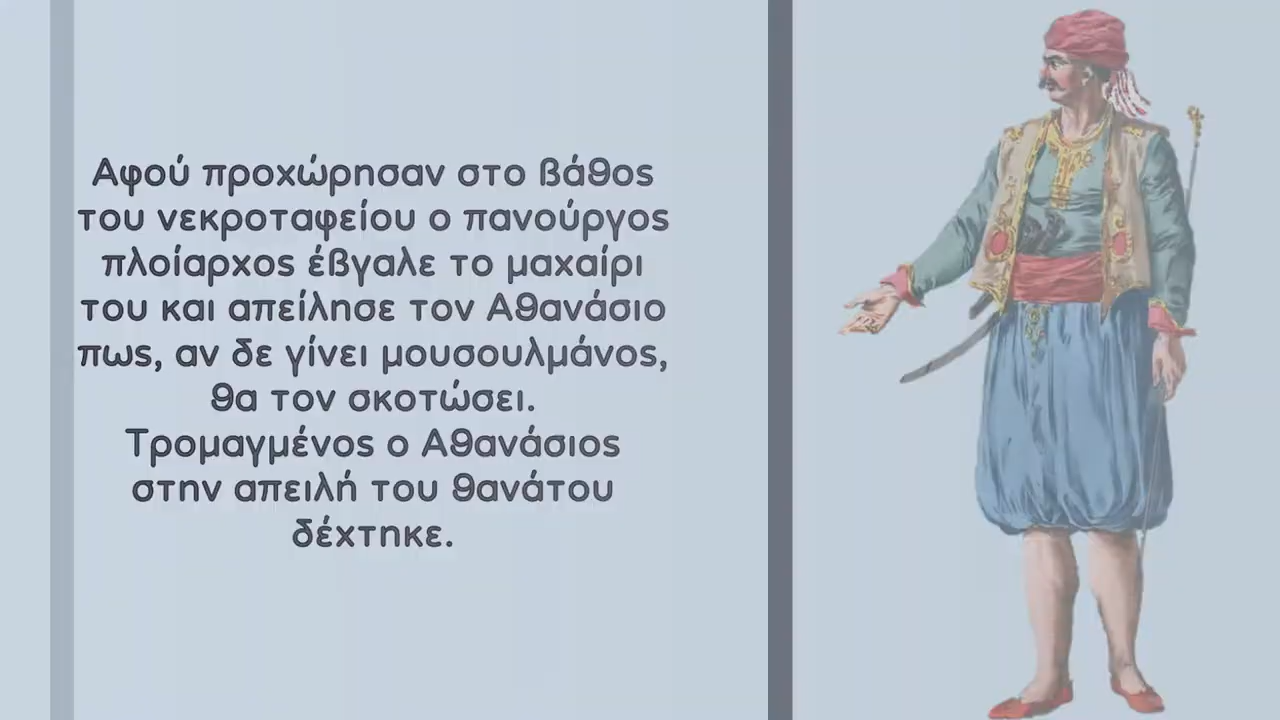 Αφού προχώρησαν στο βάθος
του νεκροταφείου ο πανούργος
πλοίαρχος έβγαλε το μαχαίρι
του και απείλησε τον Αθανάσιο
πως, αν δε γίνει μουσουλμάνος,
θα τον σκοτώσει.
Τρομαγμένος ο Αθανάσιος
στην απειλή του θανάτου
δέχτηκε.